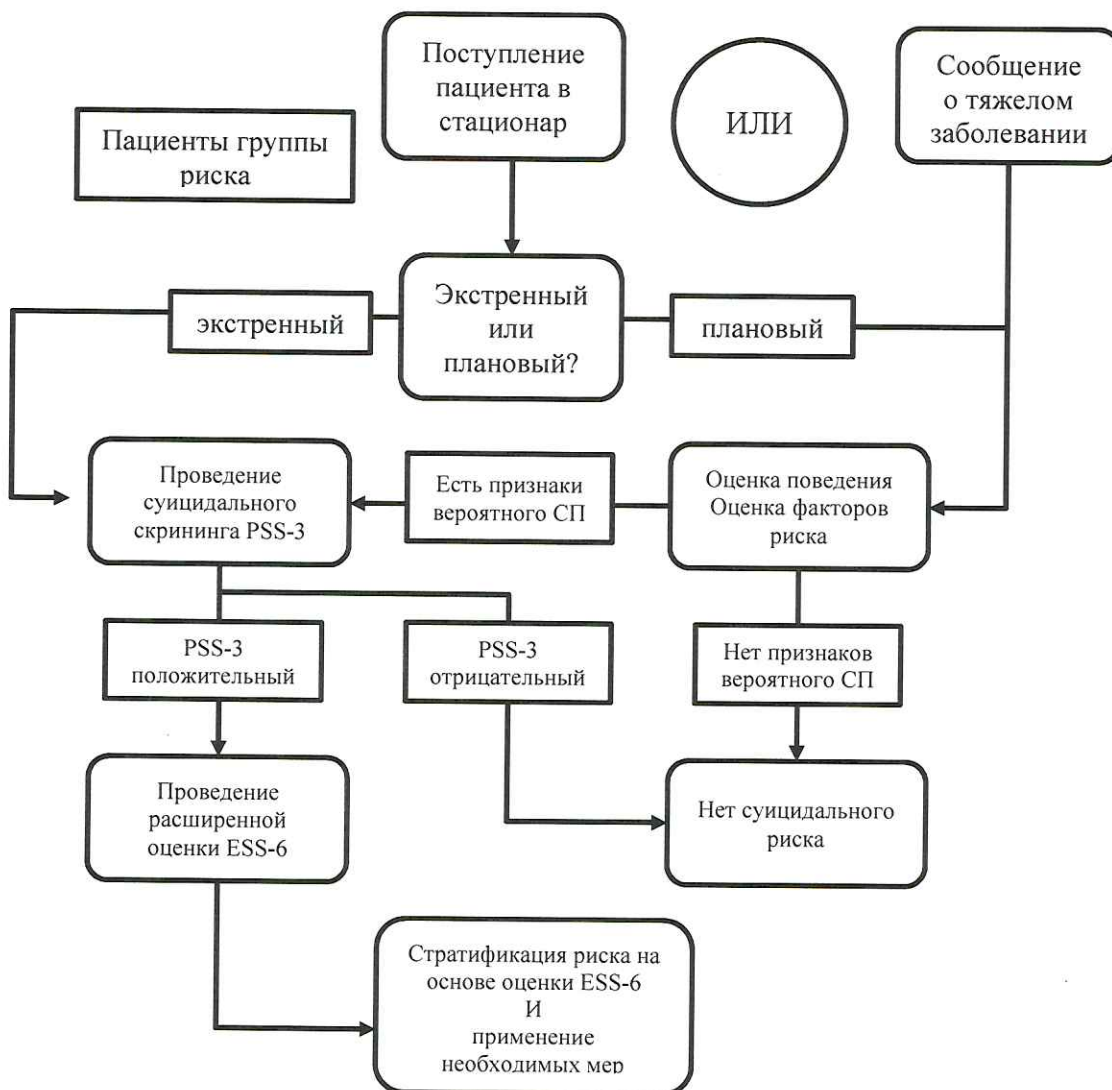 Поступление
пациента в
стационар
ИЛИ
Сообщение
о тяжелом
заболевании
Пациенты группы
риска
Экстренный
или
плановый?
экстренный
плановый
Проведение
суицидального
скрининга PSS-3
Есть признаки
вероятного СП
Оценка поведения
Оценка факторов
риска
PSS-3
положительный
PSS-3
отрицательный
Нет признаков
вероятного СП
Проведение
расширенной
оценки ESS-6
Нет суицидального
риска
Стратификация риска на
основе оценки ESS-6
И
применение
необходимых мер